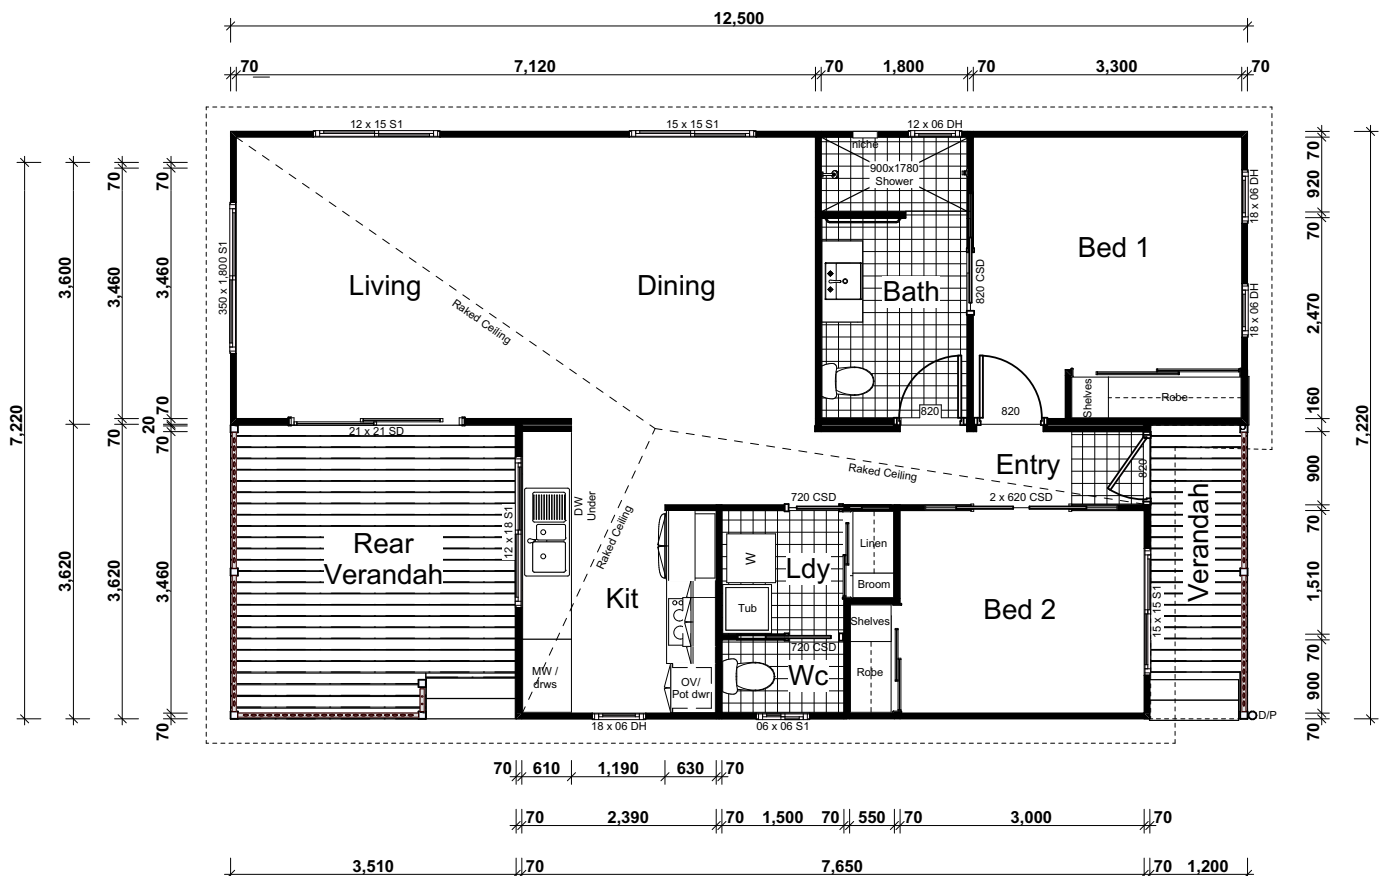 12,500
70
7,120
70
1,800
70
3,300
70
12 x 15 S1
15 x 15 S1
12 x 06 DH
niche
900x1780
Shower
Living
Dining
Bath
Bed 1
Raked Ceiling
350 x 1,800 S1
820 CSD
18 x 06 DH
18 x 06 DH
820
820
Shelves
Robe
21 x 21 SD
Raked Ceiling
Entry
820
7,220
3,600
3,620
70
3,460
70
3,620
70
3,460
70
20
70
3,460
70
70
920
70
2,470
160
900
70
1,510
70
900
70
7,220
Rear
Verandah
12 x 18 S1
DW
Under
Raked Ceiling
Kit
MW /
drws
OV/
Pot dwr
720 CSD
W
Ldy
Tub
Linen
Broom
720 CSD
Wc
Shelves
Robe
2 x 620 CSD
Bed 2
15 x 15 S1
Verandah
D/P
18 x 06 DH
06 x 06 S1
70
610
1,190
630
70
70
2,390
70
1,500
70
550
70
3,000
70
3,510
70
7,650
70
1,200